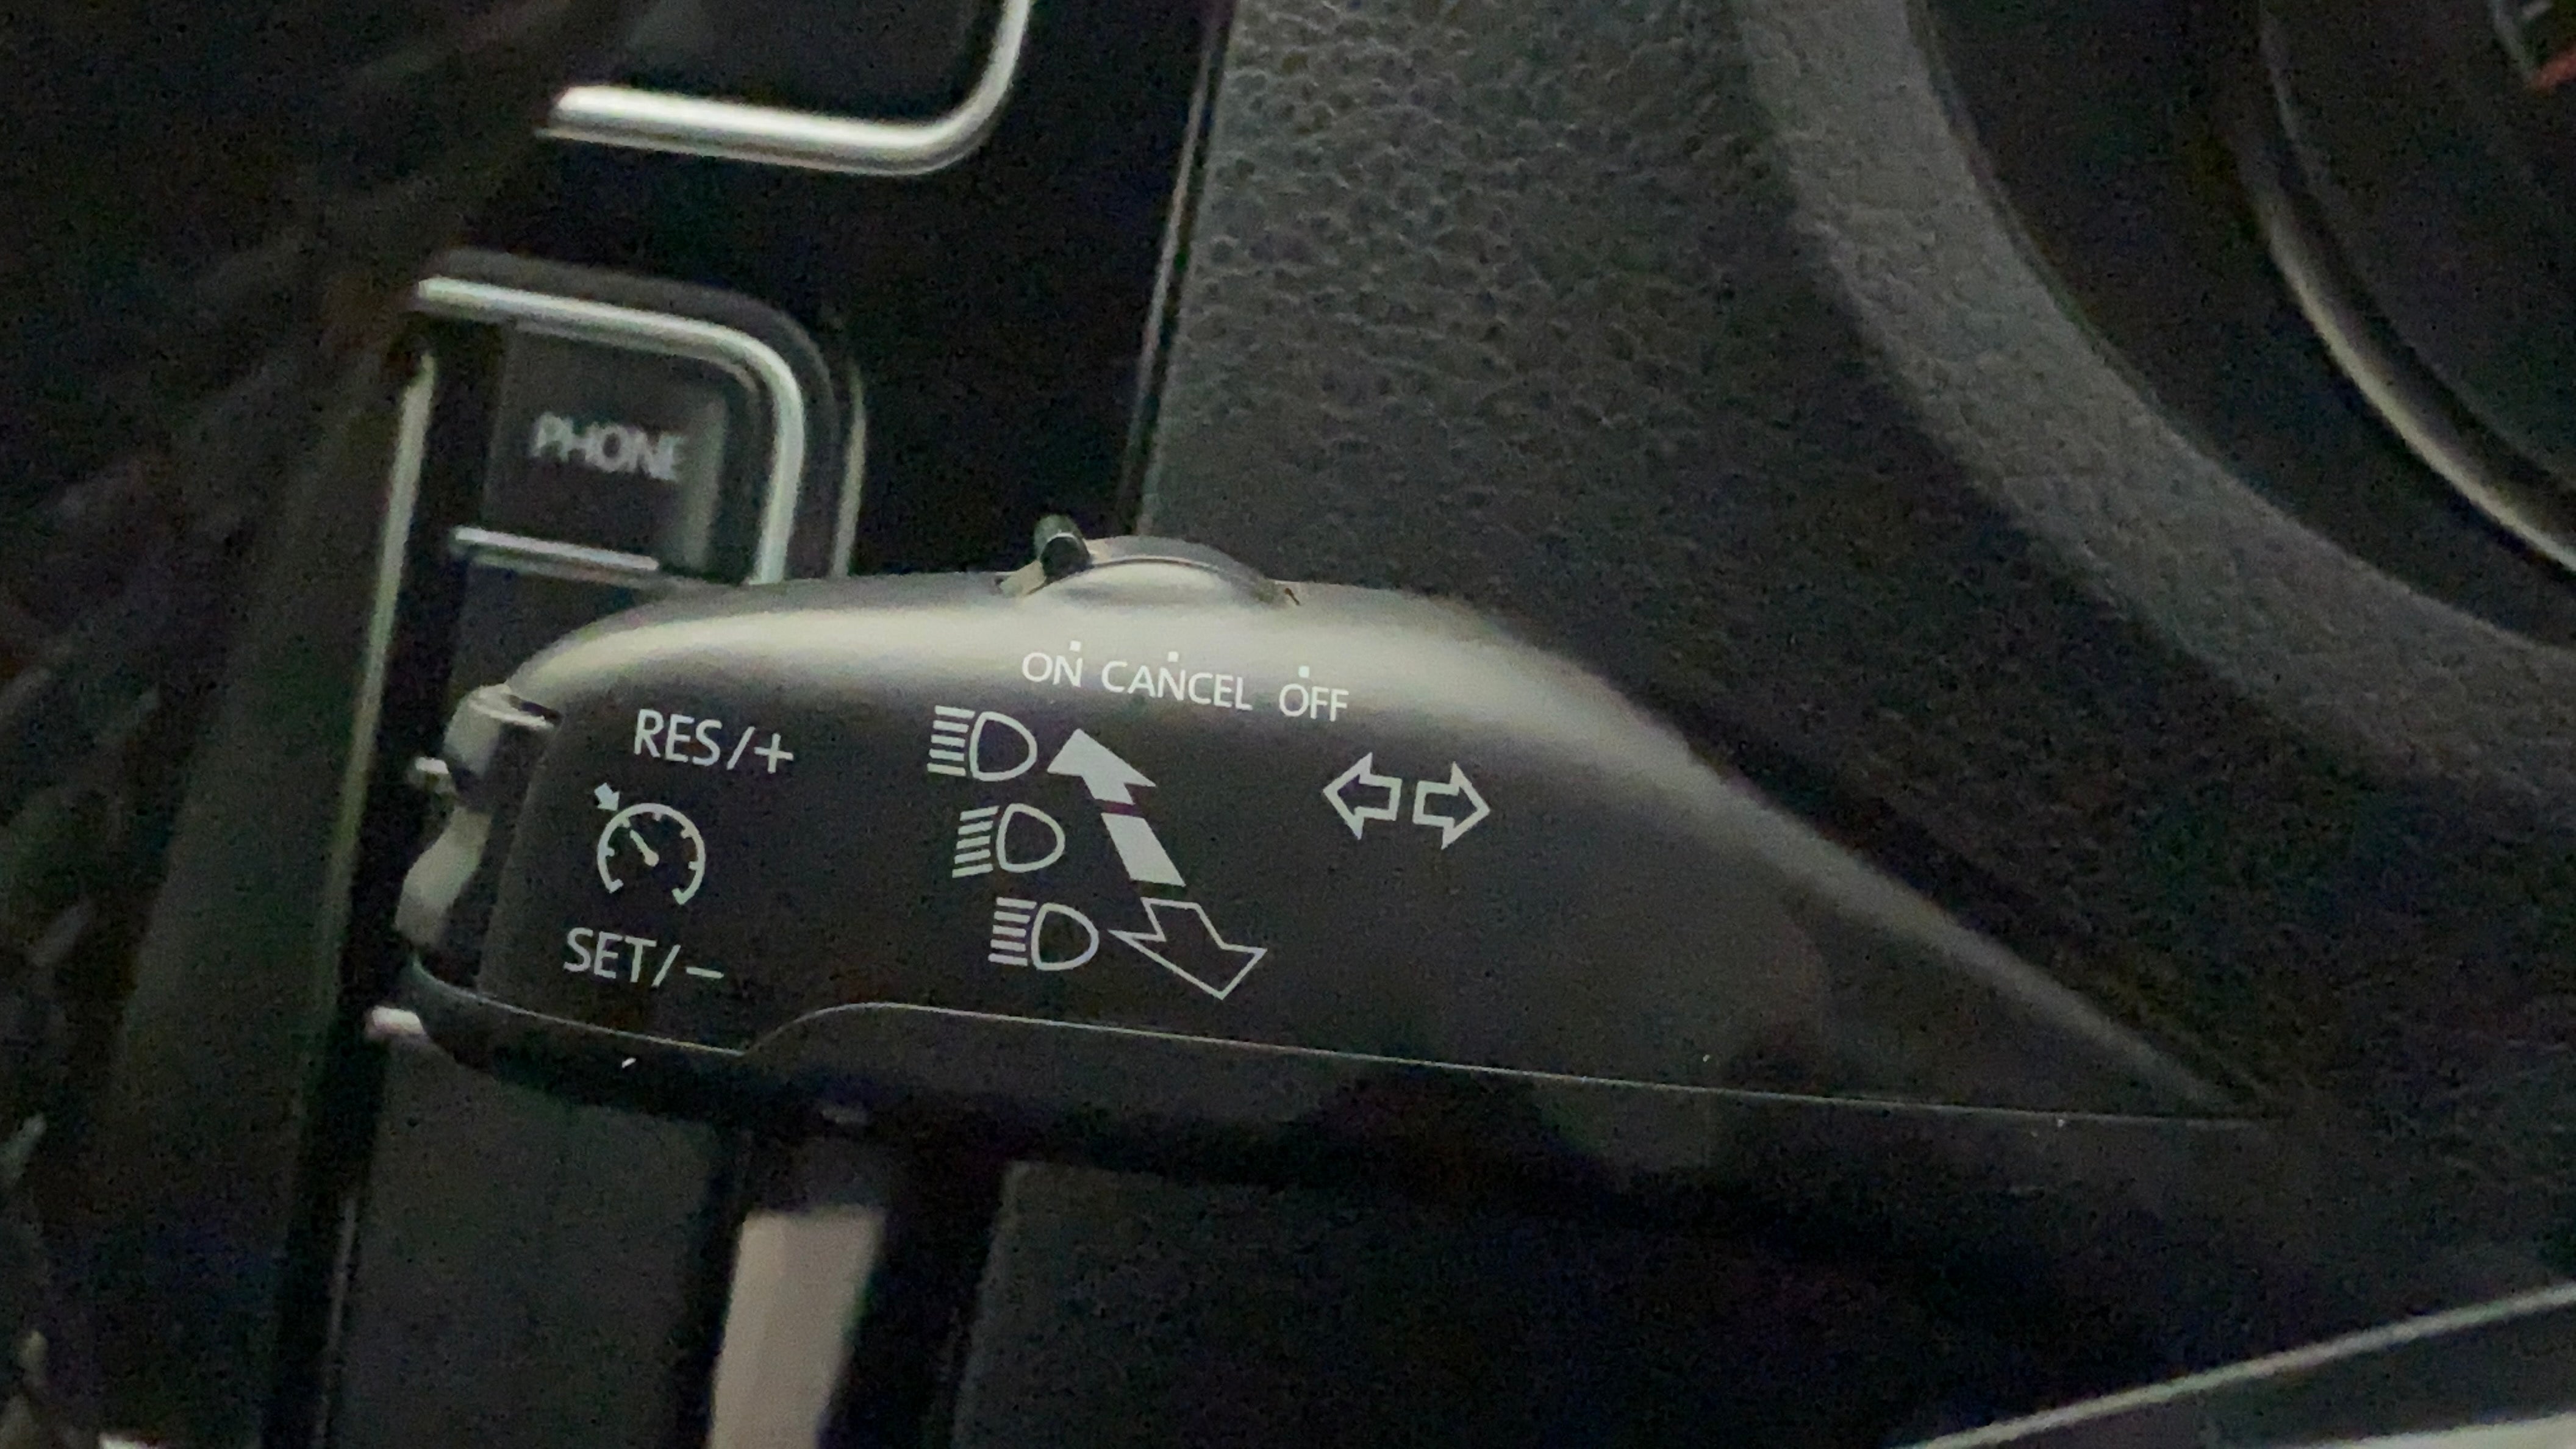 PHONE
ON CANCEL OFF
RES/+
SET/−